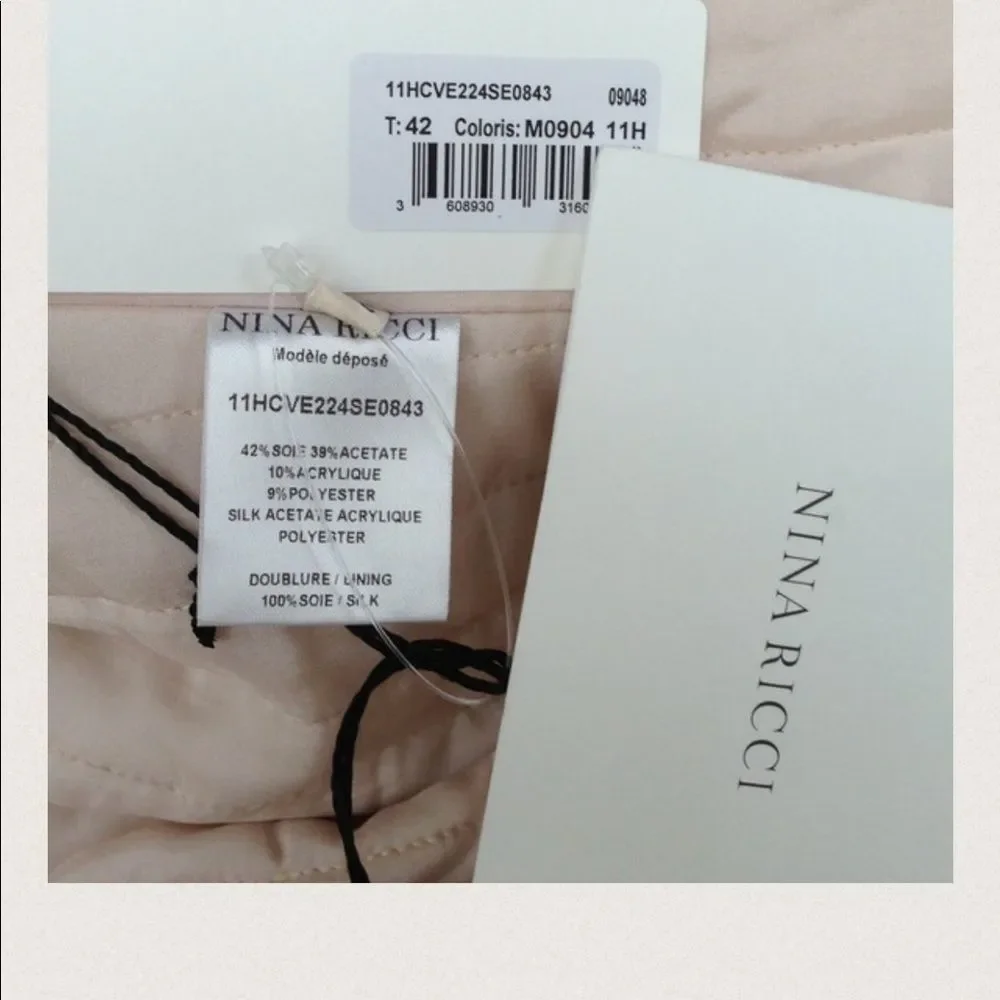 11HCVE224SE0843 09048
T: 42 Coloris: M0904 11H
3 608930 3160
NINA RICCI
Modèle déposé
11HCVE224SE0843
42%SOIE 39%ACETATE
10%ACRYLIQUE
9%POLYESTER
SILK ACETATE ACRYLIQUE
POLYESTER
DOUBLURE / LINING
100%SOIE / SILK
NINA RICCI